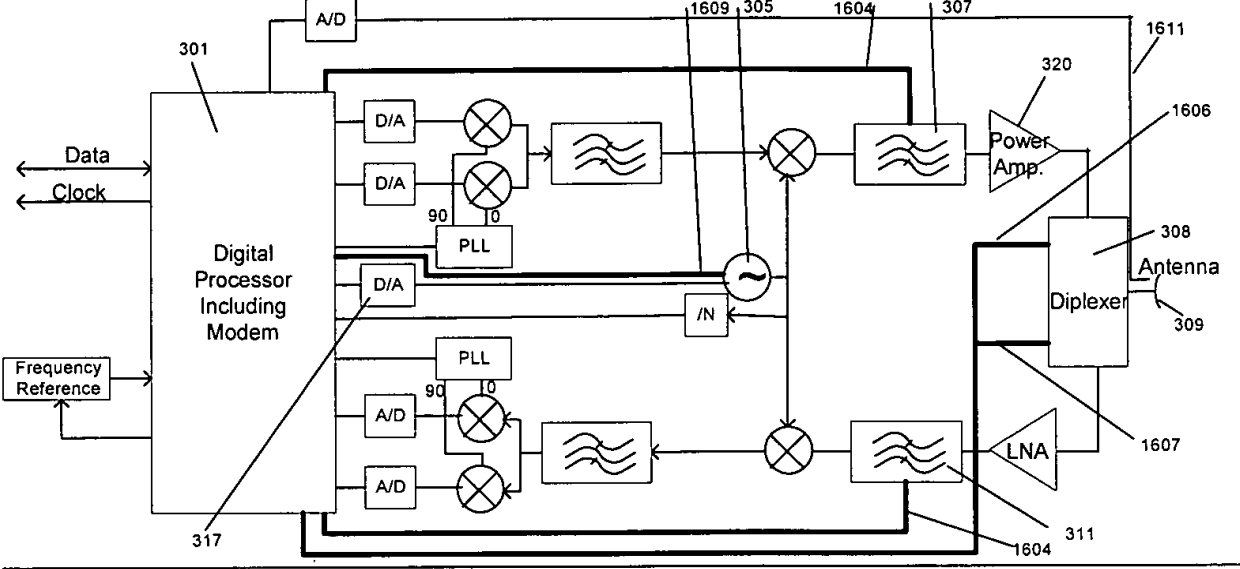 A/D
1609
305
1604
307
1611
301
320
1606
D/A
Power
Amp.
D/A
Data
Clock
90
0
PLL
308
Digital
Processor
Including
Modem
D/A
Antenna
Diplexer
/N
309
PLL
Frequency
Reference
90
0
A/D
LNA
1607
A/D
317
311
1604